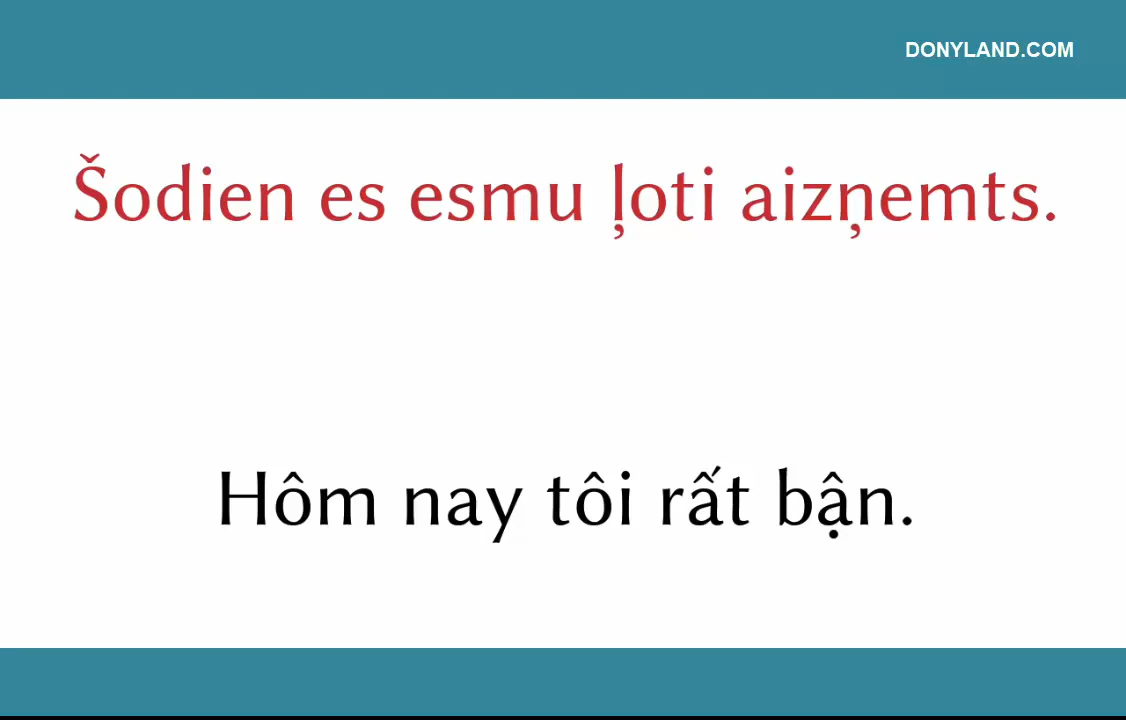 DONYLAND.COM
Šodien es esmu ļoti aizņemts.
Hôm nay tôi rất bận.